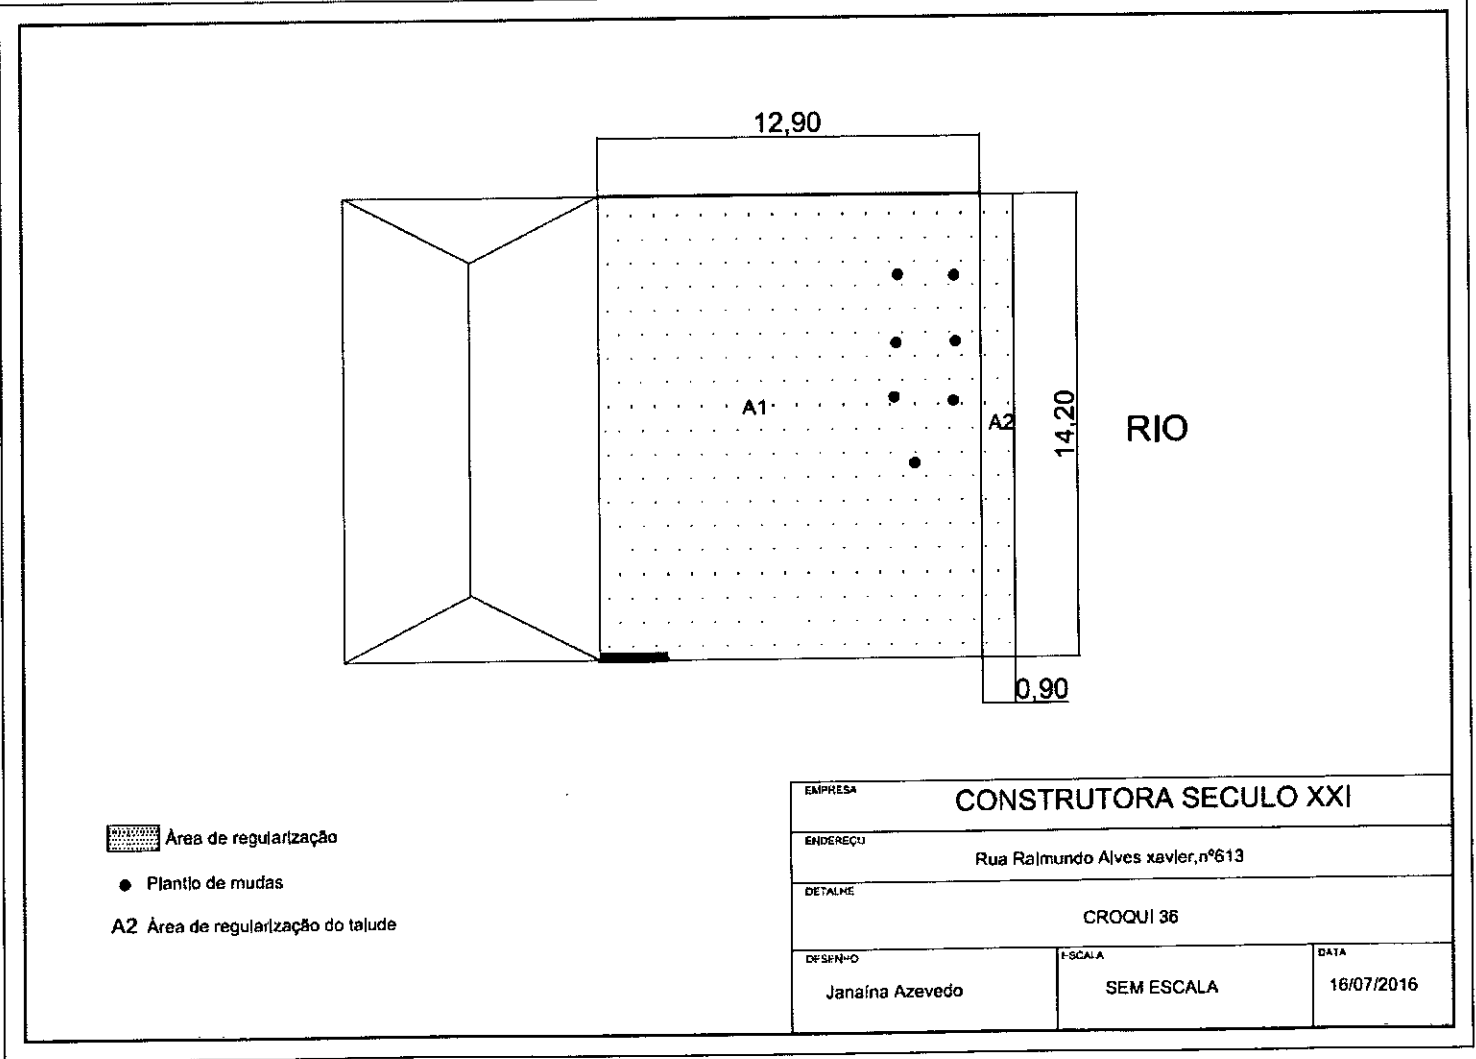 12,90
A1
A2
14,20
RIO
0,90
Área de regularização
Plantio de mudas
A2 Área de regularização do talude
EMPRESA
CONSTRUTORA SECULO XXI
ENDEREÇO
Rua Raimundo Alves xavier,nº613
DETALHE
CROQUI 36
DESENHO
Janaína Azevedo
ESCALA
SEM ESCALA
DATA
16/07/2016